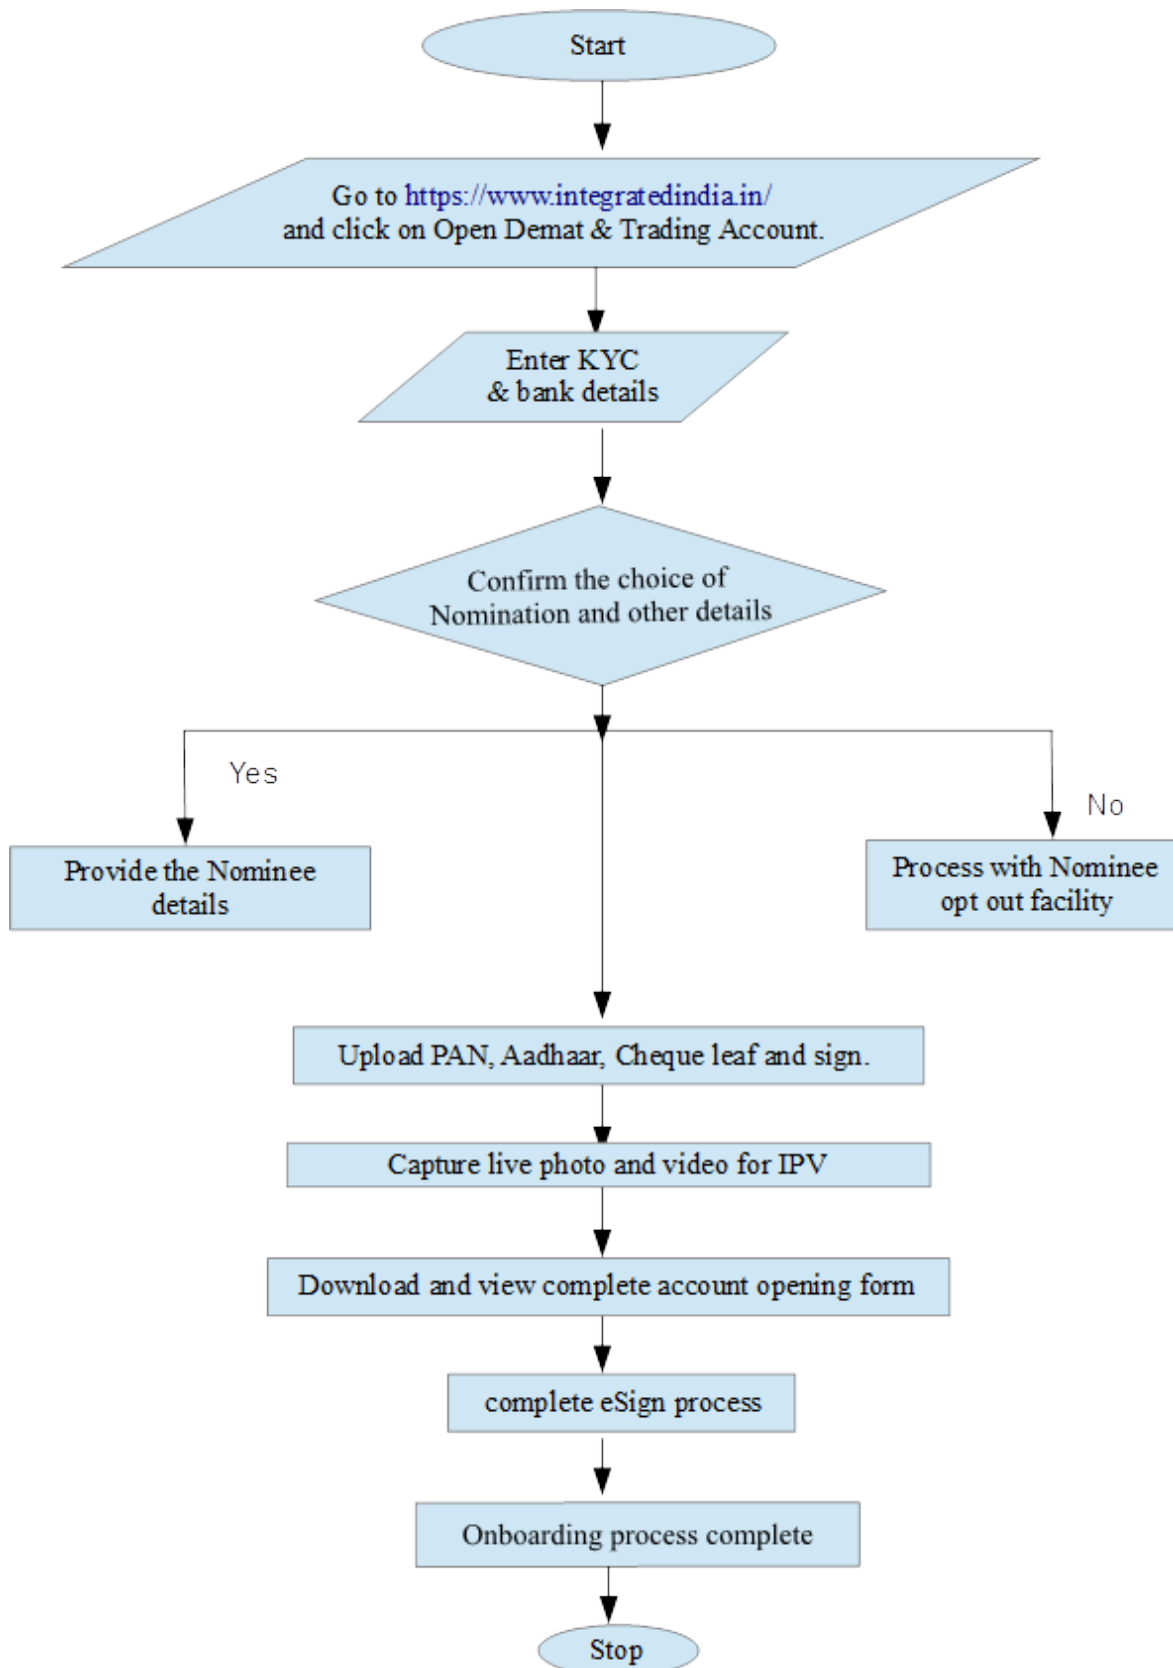 Start
Go to https://www.integratedindia.in/
and click on Open Demat & Trading Account.
Enter KYC
& bank details
Confirm the choice of
Nomination and other details
Yes
No
Provide the Nominee
details
Process with Nominee
opt out facility
Upload PAN, Aadhaar, Cheque leaf and sign.
Capture live photo and video for IPV
Download and view complete account opening form
complete eSign process
Onboarding process complete
Stop